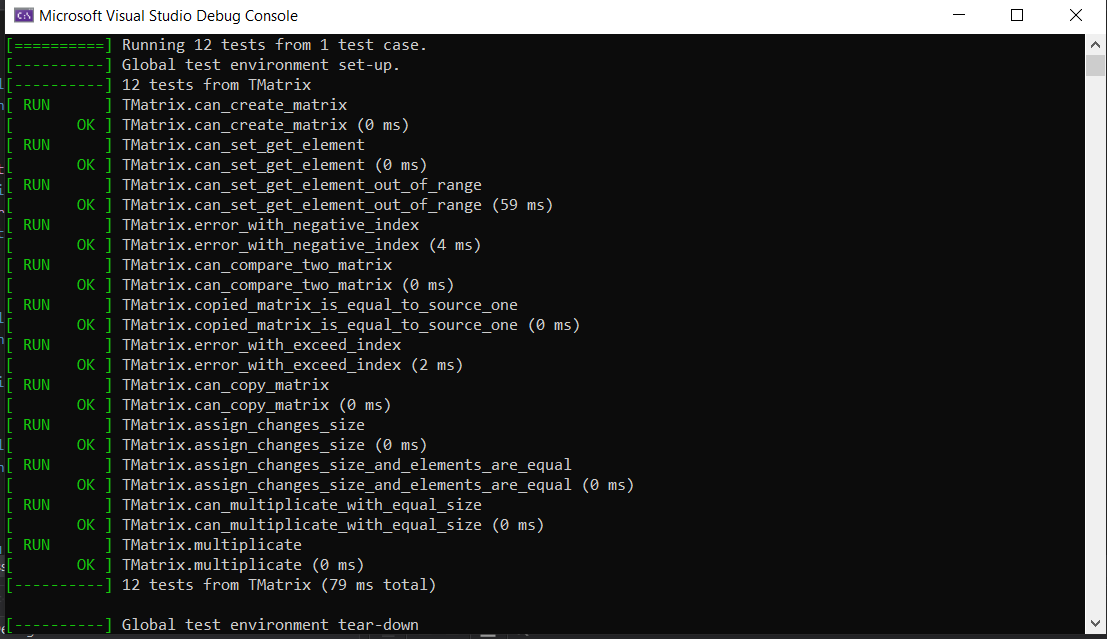 Microsoft Visual Studio Debug Console
[==========] Running 12 tests from 1 test case.
[----------] Global test environment set-up.
[----------] 12 tests from TMatrix
[ RUN      ] TMatrix.can_create_matrix
[       OK ] TMatrix.can_create_matrix (0 ms)
[ RUN      ] TMatrix.can_set_get_element
[       OK ] TMatrix.can_set_get_element (0 ms)
[ RUN      ] TMatrix.can_set_get_element_out_of_range
[       OK ] TMatrix.can_set_get_element_out_of_range (59 ms)
[ RUN      ] TMatrix.error_with_negative_index
[       OK ] TMatrix.error_with_negative_index (4 ms)
[ RUN      ] TMatrix.can_compare_two_matrix
[       OK ] TMatrix.can_compare_two_matrix (0 ms)
[ RUN      ] TMatrix.copied_matrix_is_equal_to_source_one
[       OK ] TMatrix.copied_matrix_is_equal_to_source_one (0 ms)
[ RUN      ] TMatrix.error_with_exceed_index
[       OK ] TMatrix.error_with_exceed_index (2 ms)
[ RUN      ] TMatrix.can_copy_matrix
[       OK ] TMatrix.can_copy_matrix (0 ms)
[ RUN      ] TMatrix.assign_changes_size
[       OK ] TMatrix.assign_changes_size (0 ms)
[ RUN      ] TMatrix.assign_changes_size_and_elements_are_equal
[       OK ] TMatrix.assign_changes_size_and_elements_are_equal (0 ms)
[ RUN      ] TMatrix.can_multiplicate_with_equal_size
[       OK ] TMatrix.can_multiplicate_with_equal_size (0 ms)
[ RUN      ] TMatrix.multiplicate
[       OK ] TMatrix.multiplicate (0 ms)
[----------] 12 tests from TMatrix (79 ms total)
[----------] Global test environment tear-down